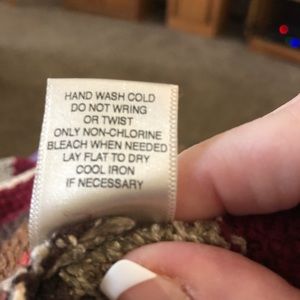 HAND WASH COLD
DO NOT WRING
OR TWIST
ONLY NON-CHLORINE
BLEACH WHEN NEEDED
LAY FLAT TO DRY
COOL IRON
IF NECESSARY